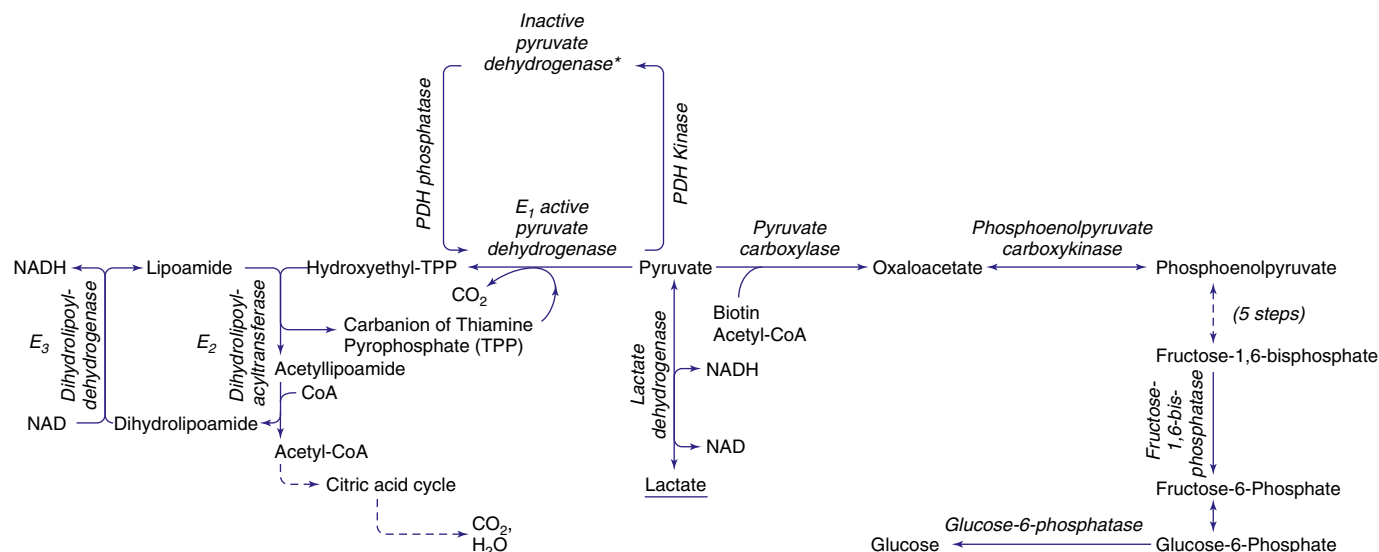 Inactive
pyruvate
dehydrogenase*
PDH phosphatase
PDH Kinase
E₁ active
pyruvate
dehydrogenase
Pyruvate
carboxylase
Phosphoenolpyruvate
carboxykinase
NADH
Lipoamide
Hydroxyethyl-TPP
Pyruvate
Oxaloacetate
Phosphoenolpyruvate
CO₂
Biotin
Acetyl-CoA
(5 steps)
E₃
Dihydrolipoyl-
dehydrogenase
E₂
Dihydrolipoyl-
acyltransferase
Carbanion of Thiamine
Pyrophosphate (TPP)
Lactate
dehydrogenase
Fructose-1,6-bisphosphate
Acetyllipoamide
NADH
CoA
Fructose-
1,6-bis-
phosphatase
NAD
Dihydrolipoamide
NAD
Acetyl-CoA
Citric acid cycle
Lactate
Fructose-6-Phosphate
CO₂,
H₂O
Glucose
Glucose-6-phosphatase
Glucose-6-Phosphate